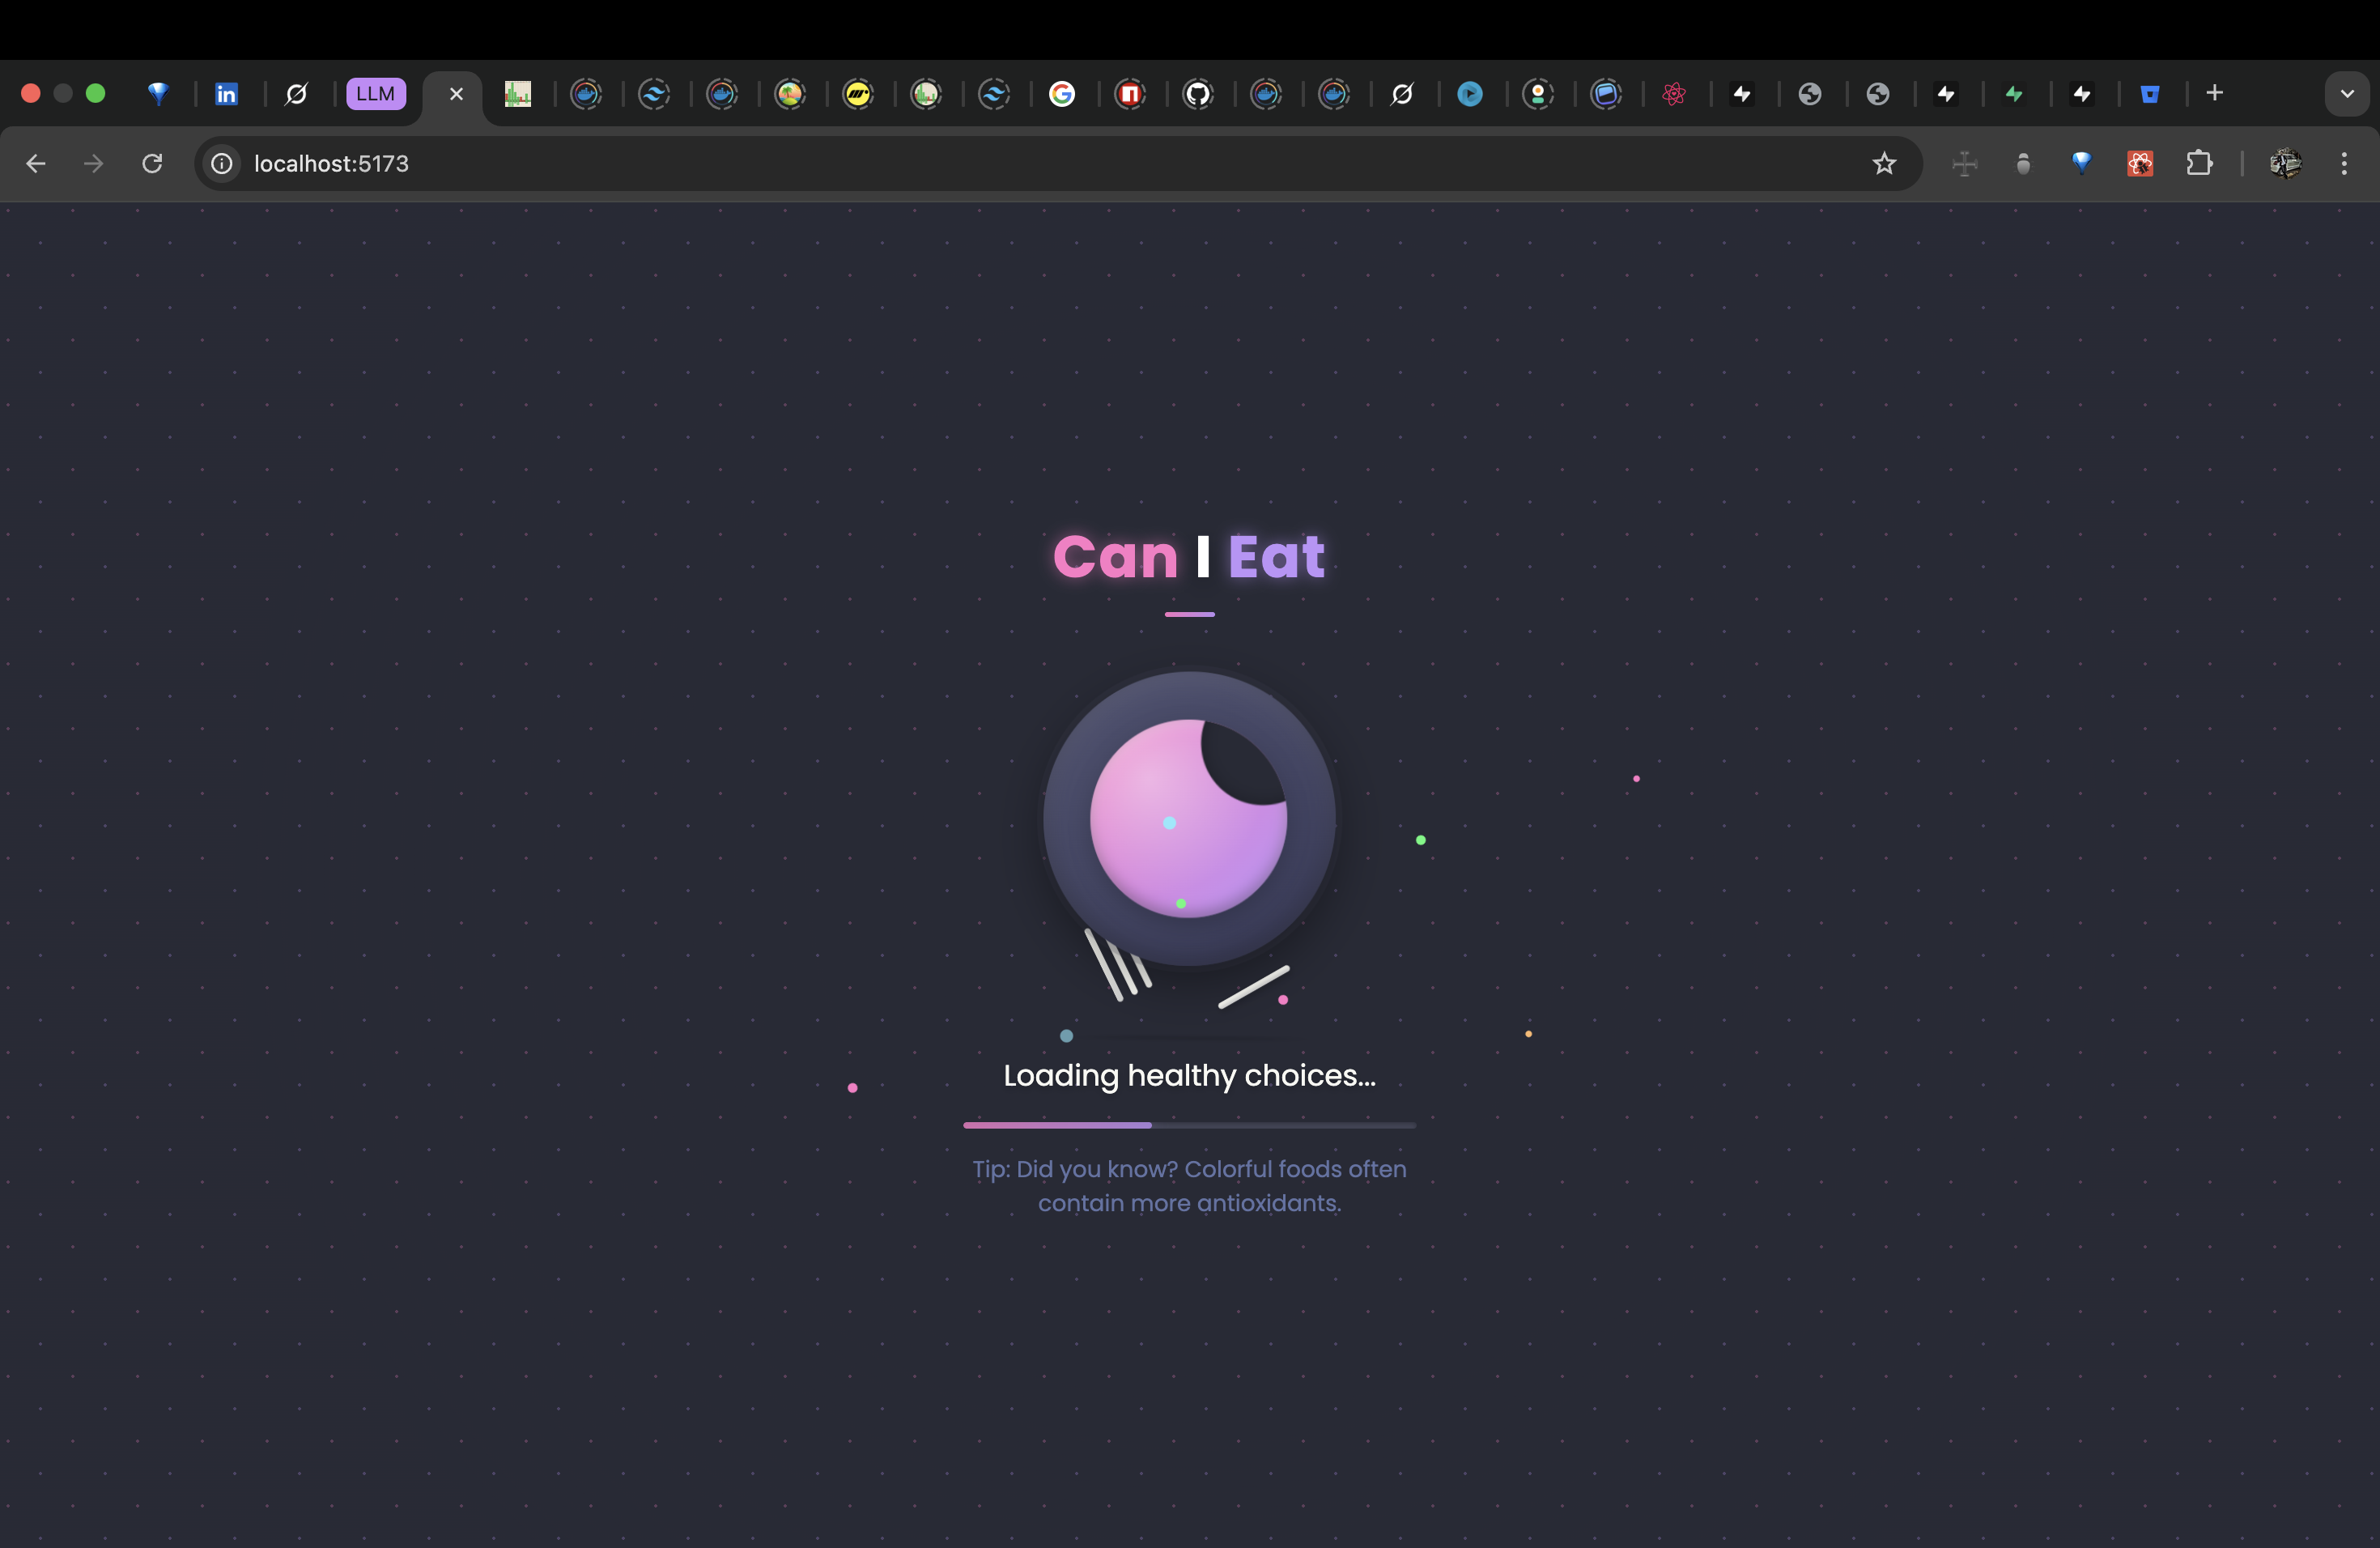 LLM
localhost:5173
Can I Eat
Loading healthy choices...
Tip: Did you know? Colorful foods often
contain more antioxidants.